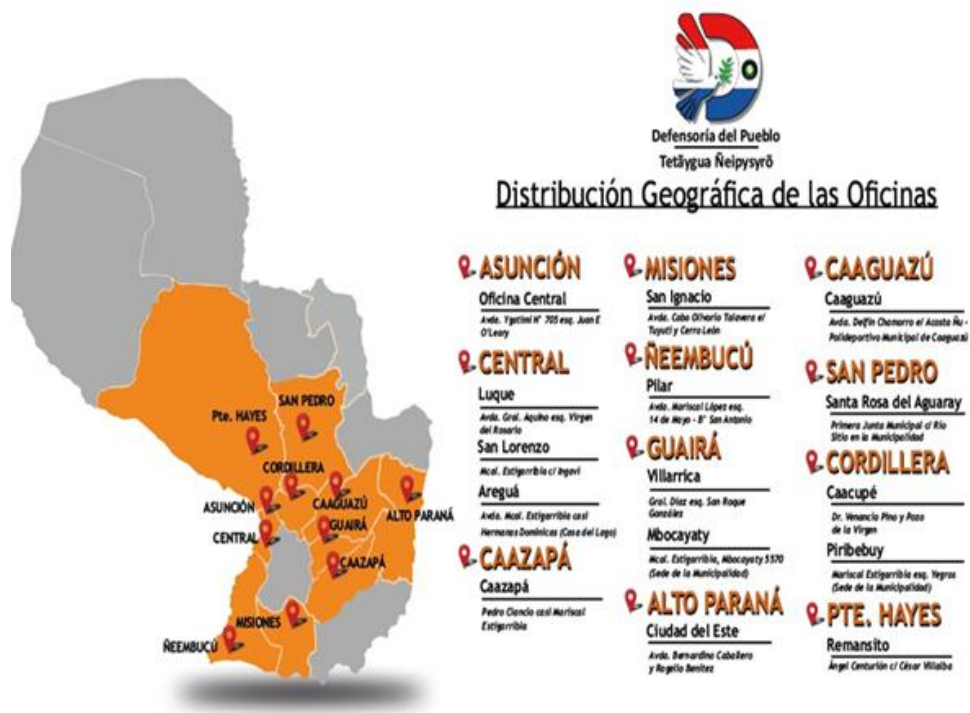 Defensoría del Pueblo
Tetãygua Ñeipysyrõ
Distribución Geográfica de las Oficinas
Pte. HAYES
SAN PEDRO
CORDILLERA
ASUNCIÓN
CAAGUAZÚ
ALTO PARANÁ
CENTRAL
GUAIRÁ
CAAZAPÁ
MISIONES
ÑEEMBUCÚ
ASUNCIÓN
Oficina Central
Avda. Ygatimi N° 705 esq. Juan E
O'Leary
CENTRAL
Luque
Avda. Gral. Aquino esq. Virgen
del Rosario
San Lorenzo
Mcal. Estigarribia c/ Ingavi
Areguá
Avda. Mcal. Estigarribia casi
Hermanas Dominicas (Casa del Lago)
CAAZAPÁ
Caazapá
Pedro Ciancio casi Mariscal
Estigarribia
MISIONES
San Ignacio
Avda. Cabo Olivorio Talavera e/
Tuyuti y Cerro León
ÑEEMBUCÚ
Pilar
Avda. Mariscal López esq.
14 de Mayo - B° San Antonio
GUAIRÁ
Villarrica
Gral. Díaz esq. San Roque
González
Mbocayaty
Mcal. Estigarribia, Mbocayaty 5570
(Sede de la Municipalidad)
ALTO PARANÁ
Ciudad del Este
Avda. Bernardino Caballero
y Rogelio Benítez
CAAGUAZÚ
Caaguazú
Avda. Delfín Chamorro e/ Acosta Ñu -
Polideportivo Municipal de Caaguazú
SAN PEDRO
Santa Rosa del Aguaray
Primera Junta Municipal c/ Río
Sitio en la Municipalidad
CORDILLERA
Caacupé
Dr. Venancio Pino y Pozo
de la Virgen
Piribebuy
Mariscal Estigarribia esq. Yegros
(Sede de la Municipalidad)
PTE. HAYES
Remansito
Ángel Centurión c/ César Villalba